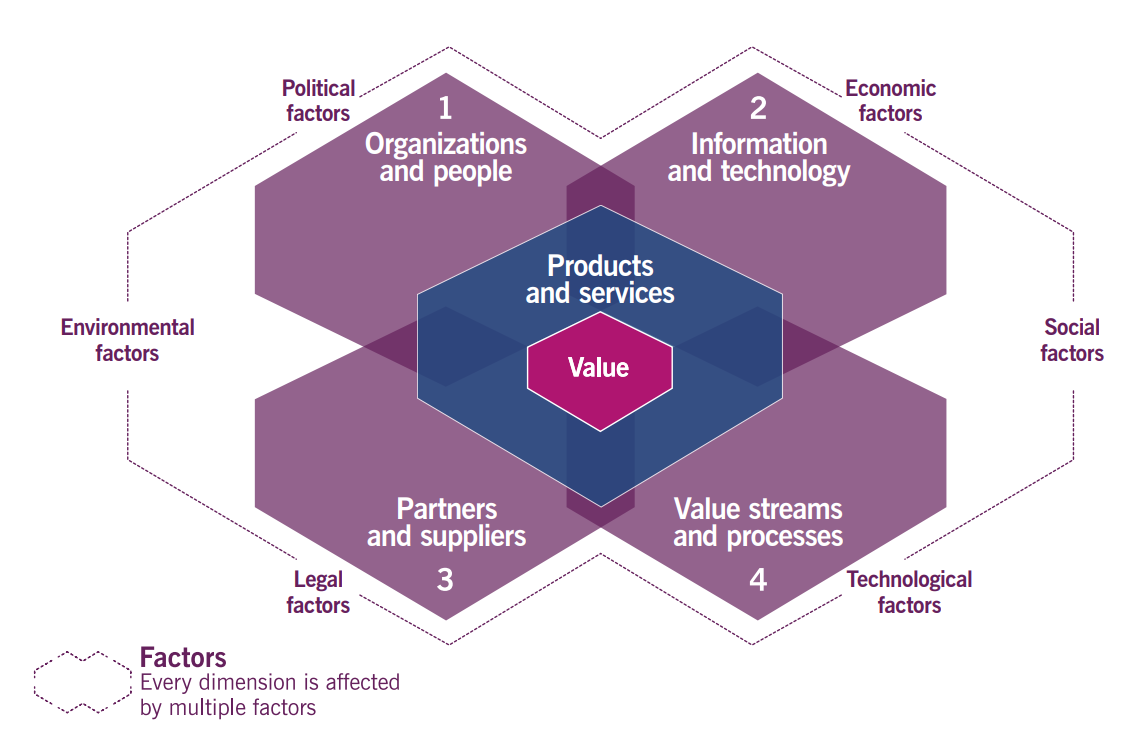 Political
factors
Economic
factors
1
Organizations
and people
2
Information
and technology
Products
and services
Environmental
factors
Value
Social
factors
Partners
and suppliers
3
Value streams
and processes
4
Legal
factors
Technological
factors
Factors
Every dimension is affected
by multiple factors